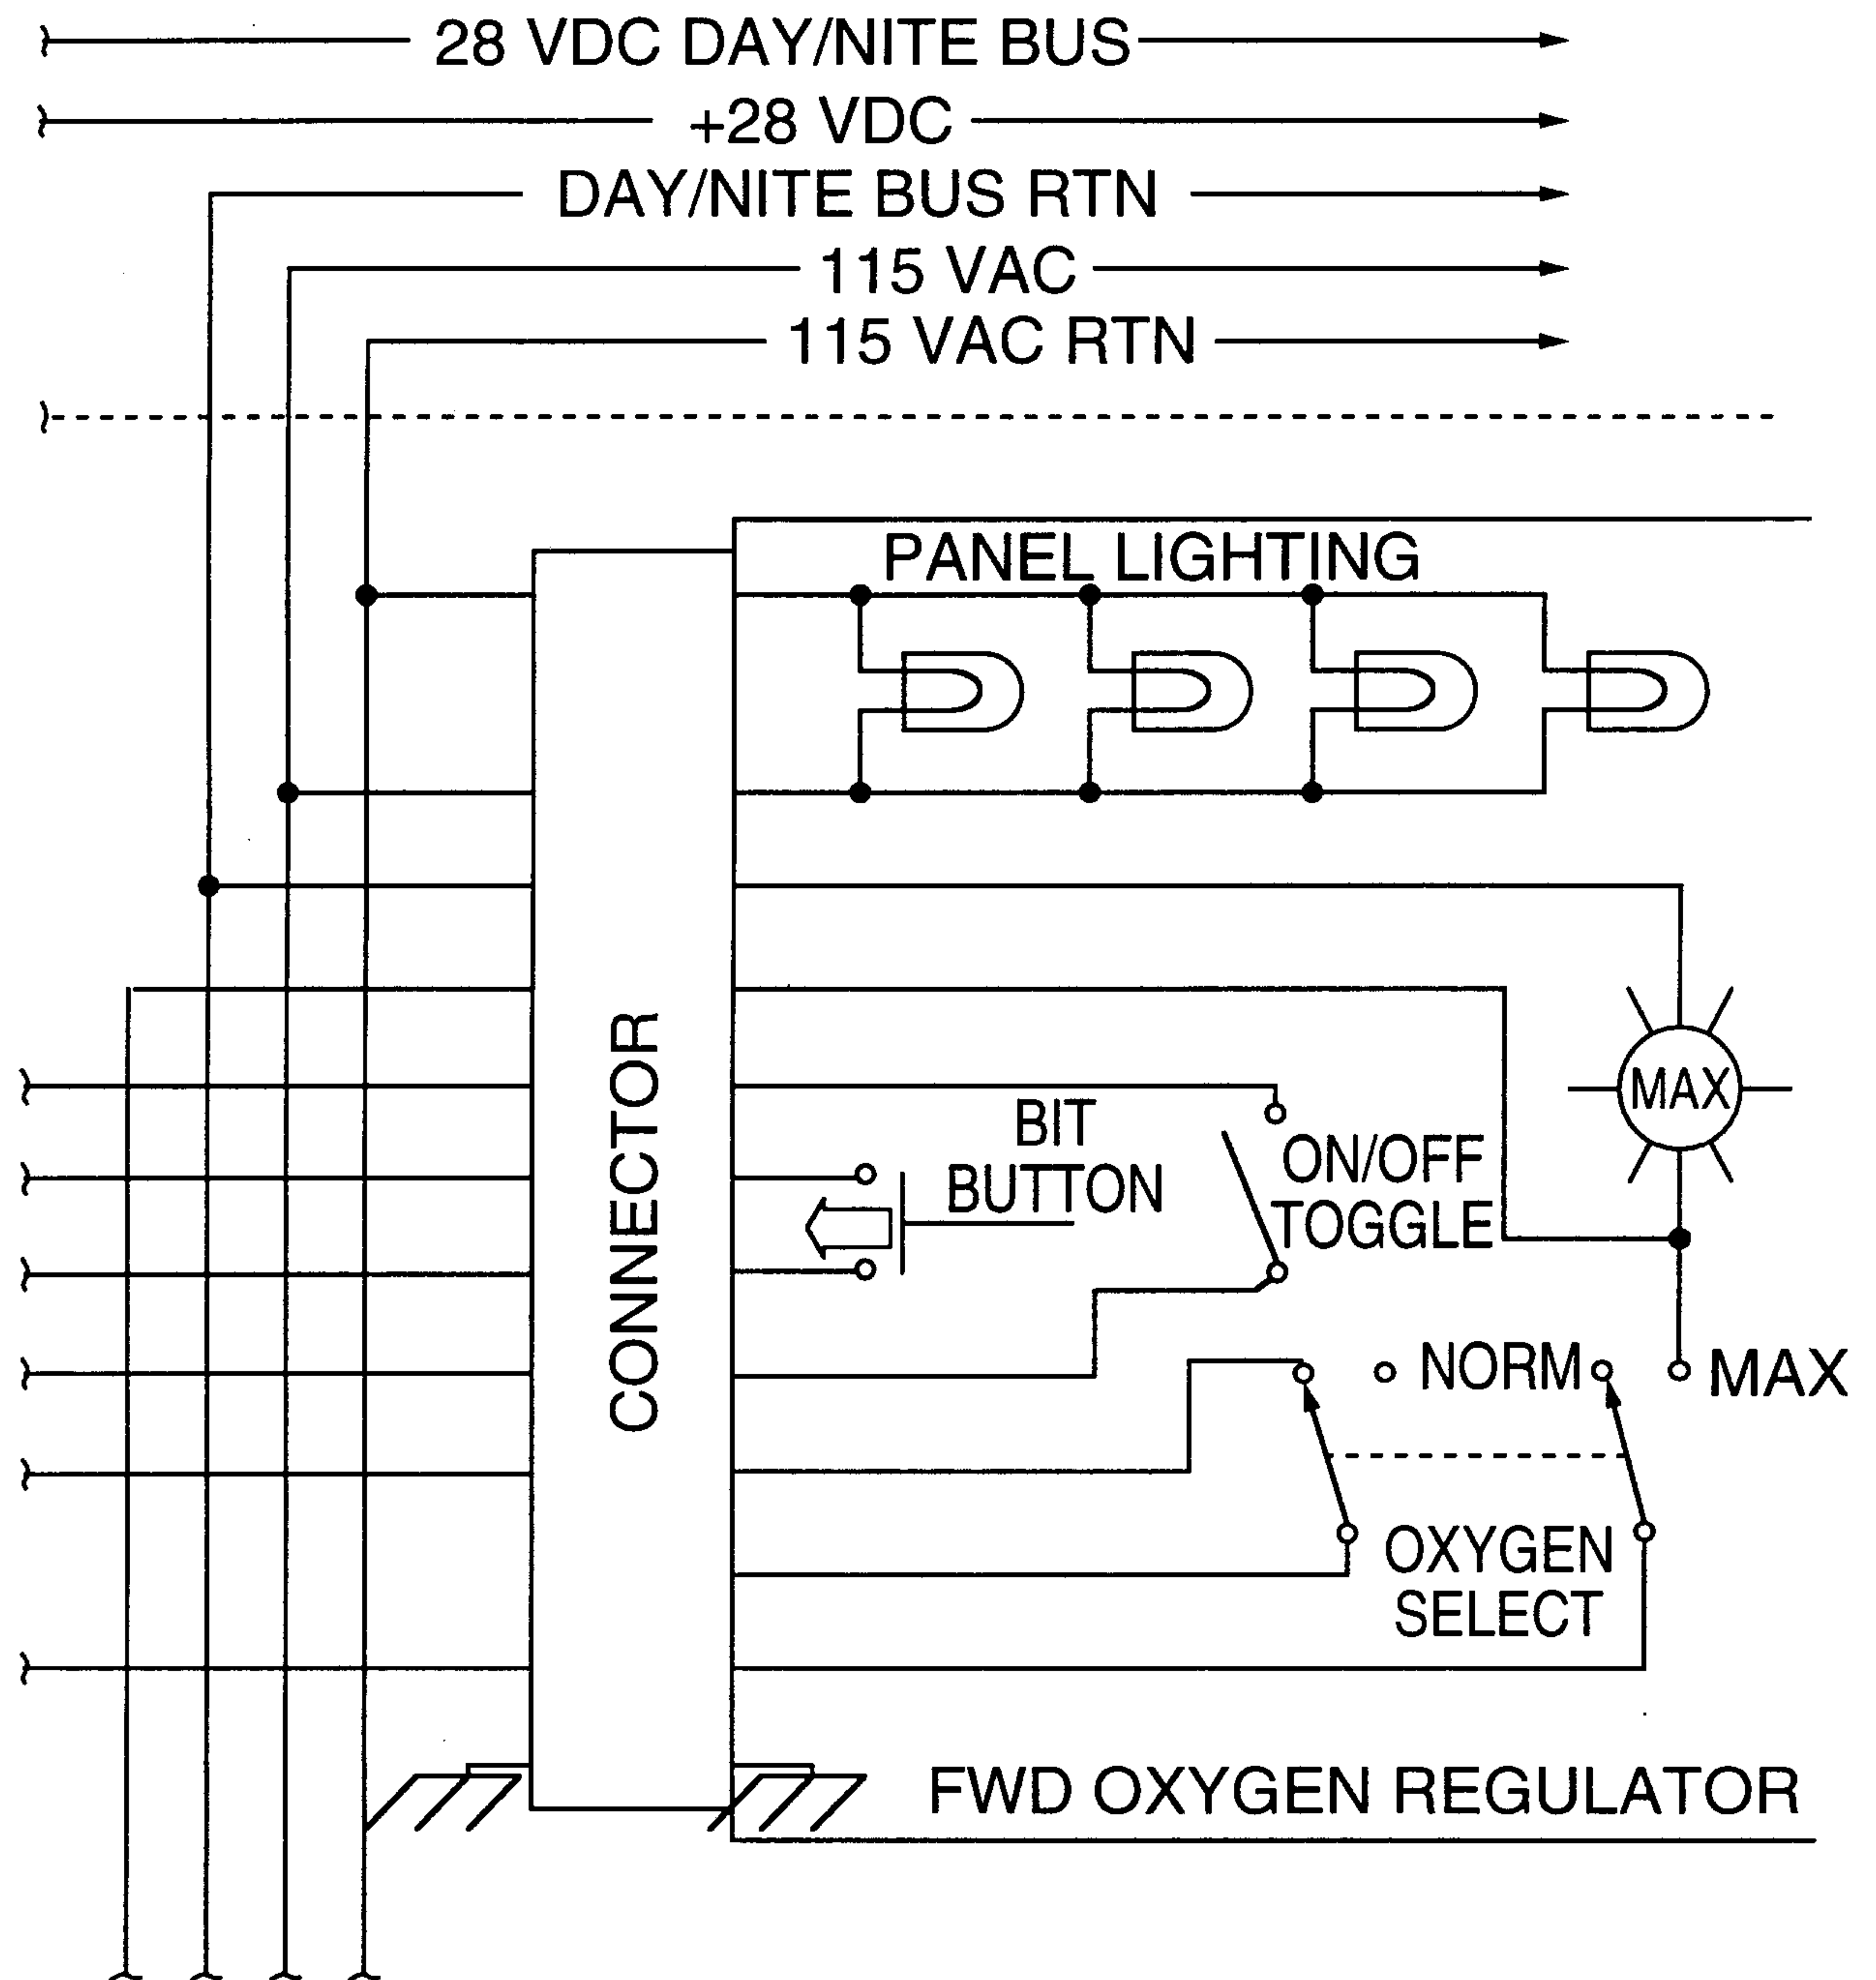 28 VDC DAY/NITE BUS
+28 VDC
DAY/NITE BUS RTN
115 VAC
115 VAC RTN
PANEL LIGHTING
CONNECTOR
MAX
BIT
BUTTON
ON/OFF
TOGGLE
NORM
MAX
OXYGEN
SELECT
FWD OXYGEN REGULATOR